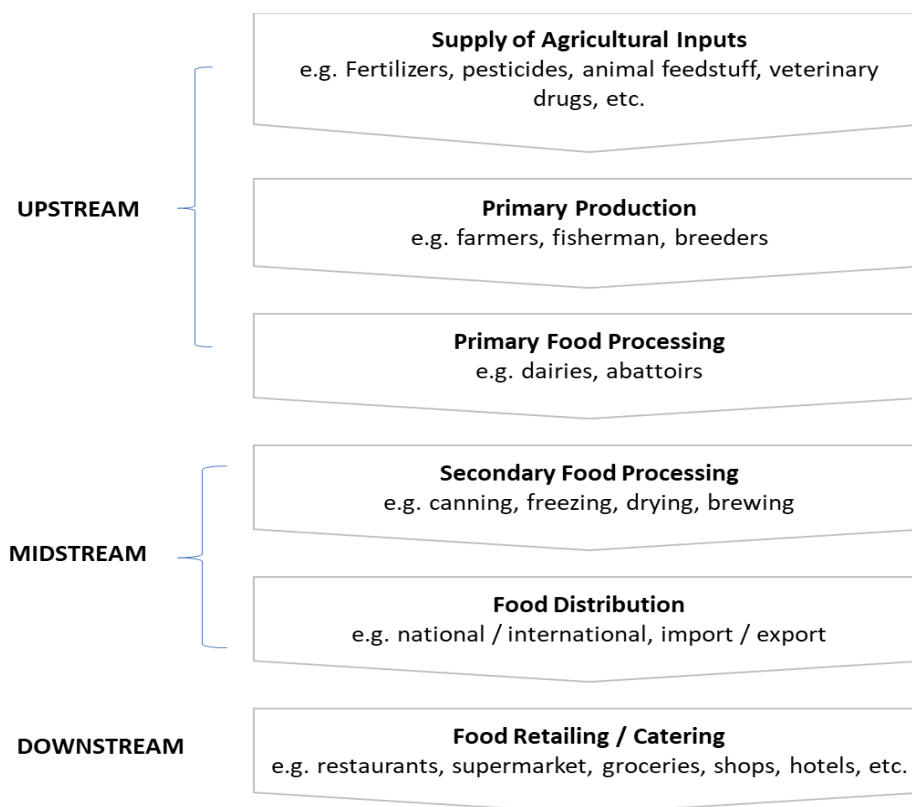 Supply of Agricultural Inputs
e.g. Fertilizers, pesticides, animal feedstuff, veterinary
drugs, etc.
UPSTREAM
Primary Production
e.g. farmers, fisherman, breeders
Primary Food Processing
e.g. dairies, abattoirs
Secondary Food Processing
e.g. canning, freezing, drying, brewing
MIDSTREAM
Food Distribution
e.g. national / international, import / export
DOWNSTREAM
Food Retailing / Catering
e.g. restaurants, supermarket, groceries, shops, hotels, etc.